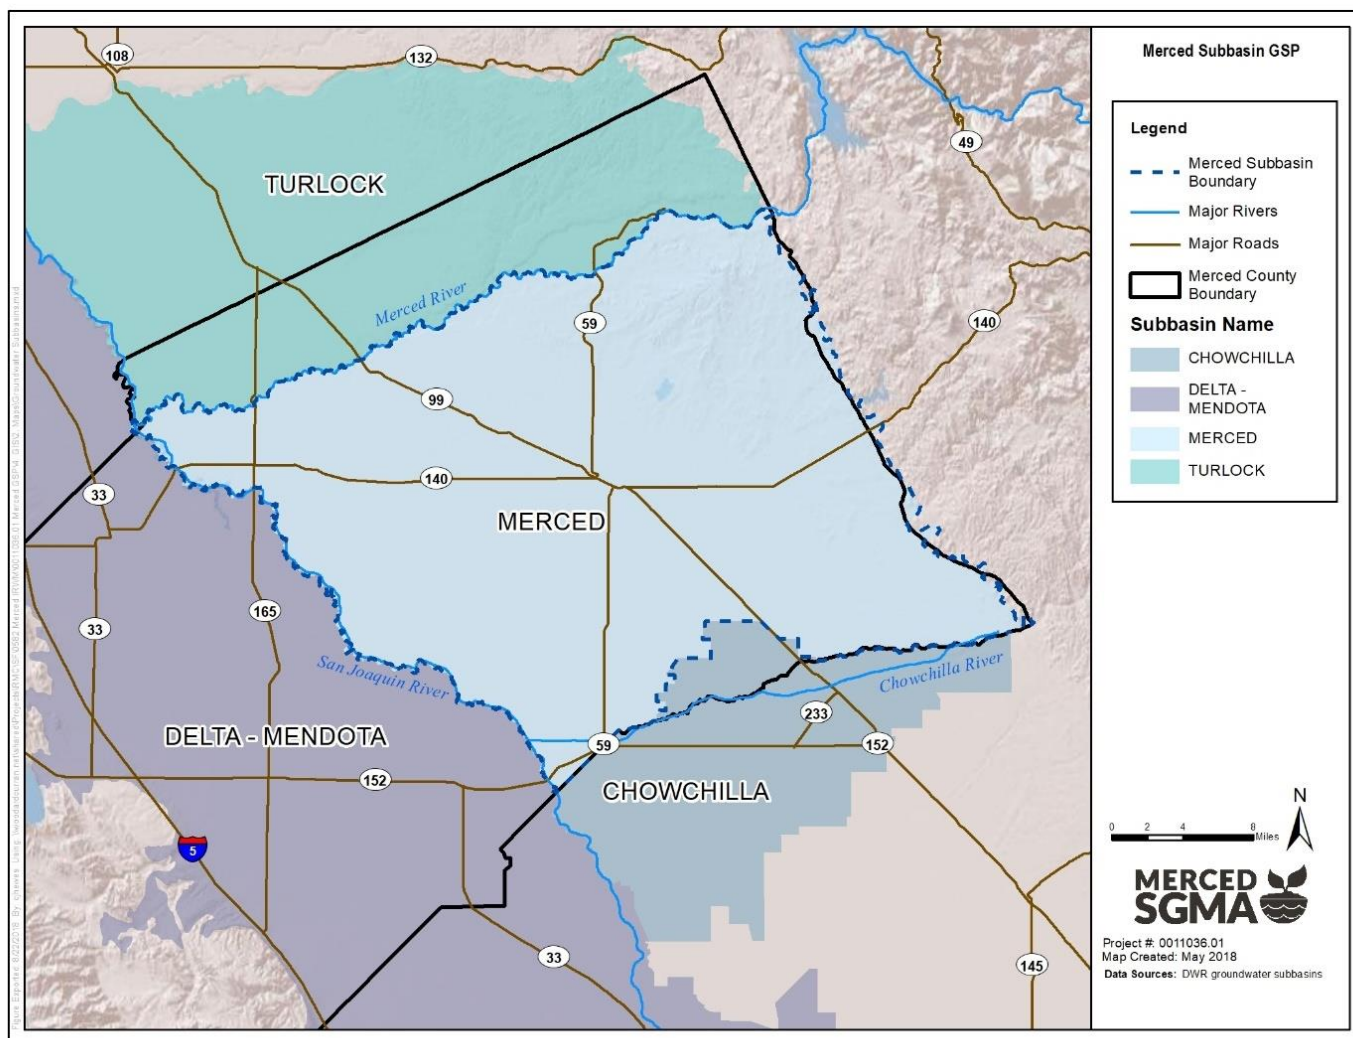 Merced Subbasin GSP
Legend
Merced Subbasin
Boundary
Major Rivers
Major Roads
Merced County
Boundary
Subbasin Name
CHOWCHILLA
DELTA -
MENDOTA
MERCED
TURLOCK
N
0 2 4 8
Miles
MERCED
SGMA
Project #: 0011036.01
Map Created: May 2018
Data Sources: DWR groundwater subbasins
108
132
49
TURLOCK
Merced River
59
140
99
33
140
MERCED
165
33
San Joaquin River
Chowchilla River
233
DELTA - MENDOTA
59
152
152
CHOWCHILLA
5
33
145